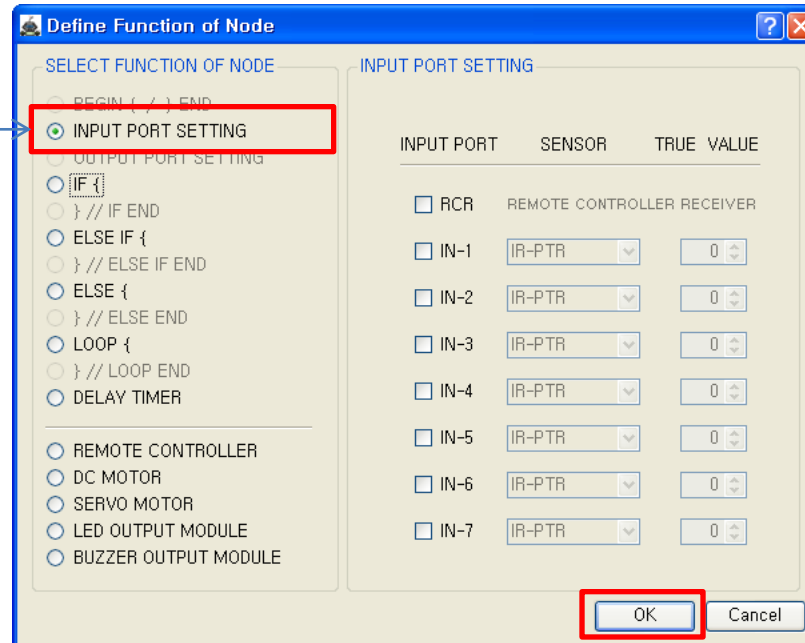 Define Function of Node
SELECT FUNCTION OF NODE
BEGIN { / } END
INPUT PORT SETTING
OUTPUT PORT SETTING
IF {
} // IF END
ELSE IF {
} // ELSE IF END
ELSE {
} // ELSE END
LOOP {
} // LOOP END
DELAY TIMER
REMOTE CONTROLLER
DC MOTOR
SERVO MOTOR
LED OUTPUT MODULE
BUZZER OUTPUT MODULE
INPUT PORT SETTING
INPUT PORT SENSOR TRUE VALUE
RCR REMOTE CONTROLLER RECEIVER
IN-1 IR-PTR 0
IN-2 IR-PTR 0
IN-3 IR-PTR 0
IN-4 IR-PTR 0
IN-5 IR-PTR 0
IN-6 IR-PTR 0
IN-7 IR-PTR 0
OK Cancel